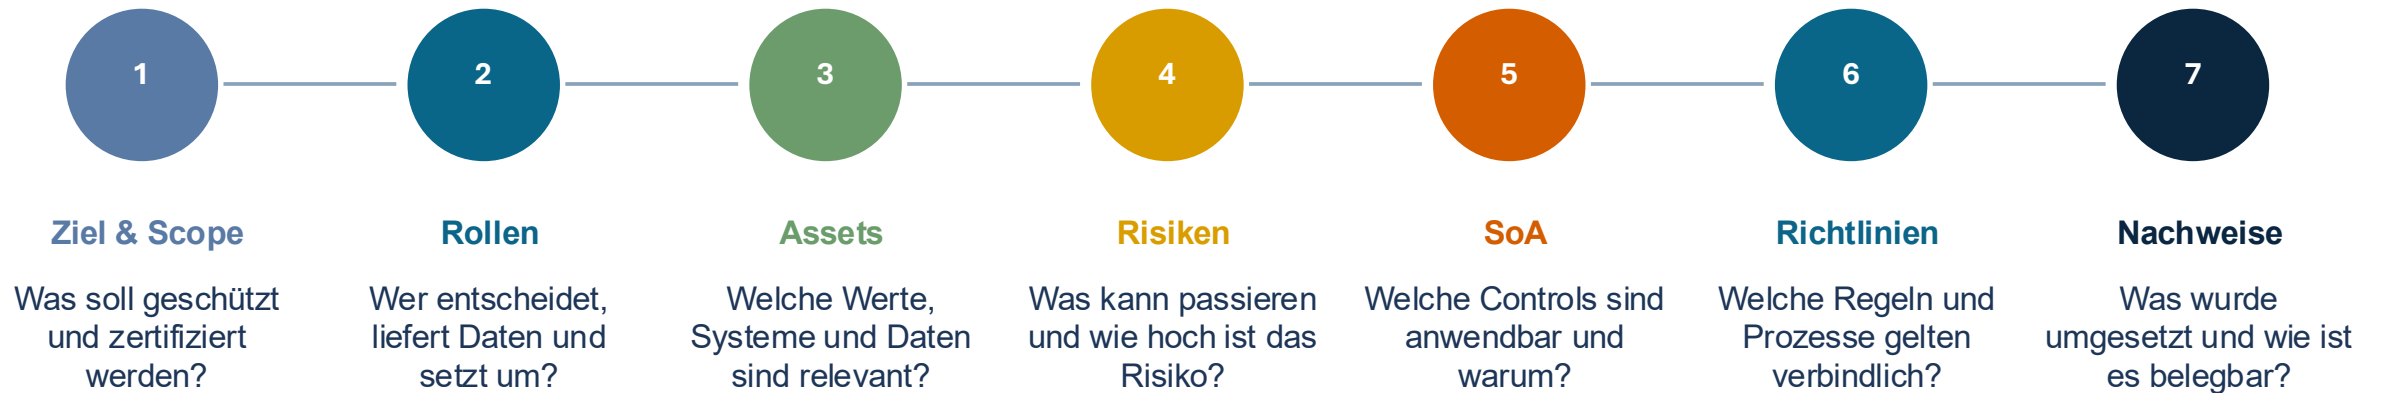 1
2
3
4
5
6
7
Ziel & Scope
Was soll geschützt
und zertifiziert
werden?
Rollen
Wer entscheidet,
liefert Daten und
setzt um?
Assets
Welche Werte,
Systeme und Daten
sind relevant?
Risiken
Was kann passieren
und wie hoch ist das
Risiko?
SoA
Welche Controls sind
anwendbar und
warum?
Richtlinien
Welche Regeln und
Prozesse gelten
verbindlich?
Nachweise
Was wurde
umgesetzt und wie ist
es belegbar?